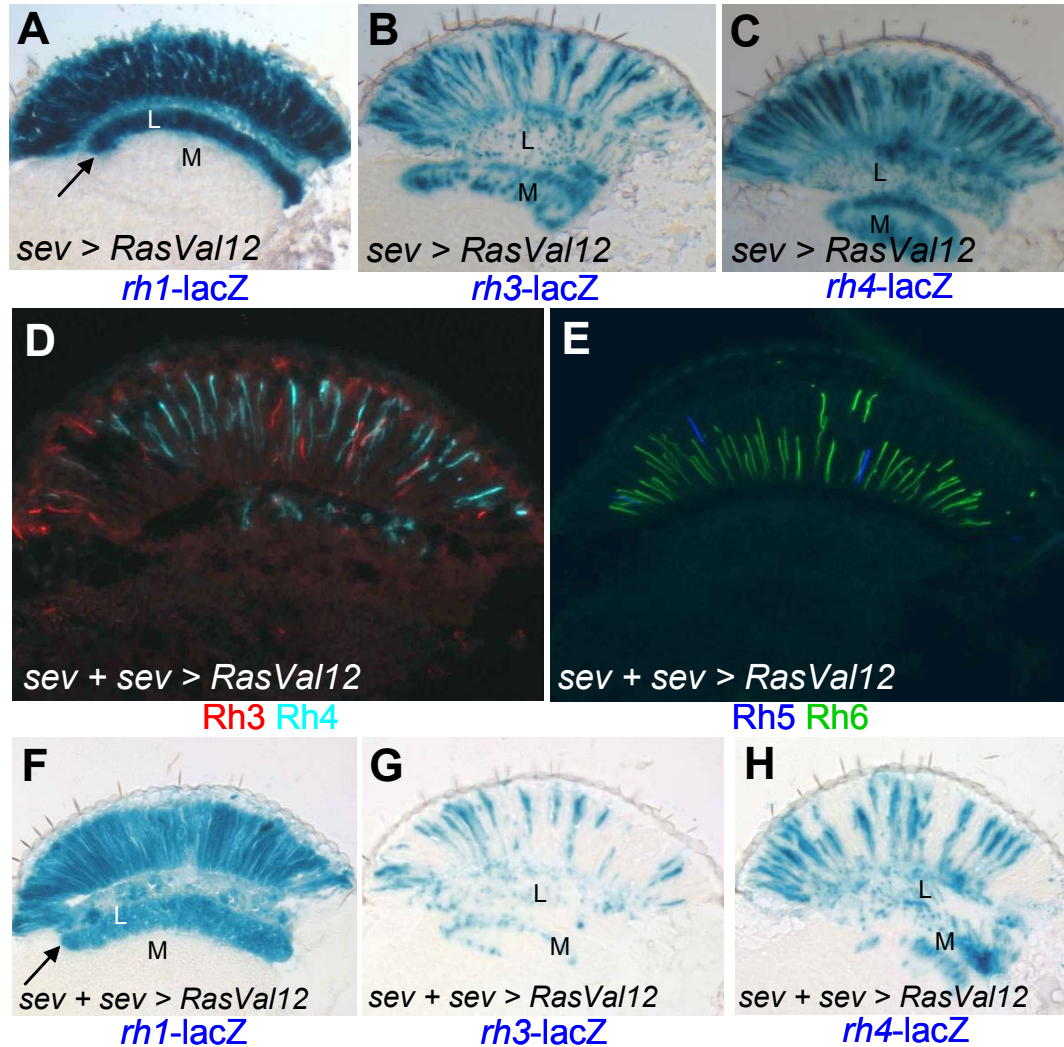 A
L
M
sev > RasVal12
rh1-lacZ
B
L
M
sev > RasVal12
rh3-lacZ
C
L
M
sev > RasVal12
rh4-lacZ
D
sev + sev > RasVal12
Rh3 Rh4
E
sev + sev > RasVal12
Rh5 Rh6
F
L
M
sev + sev > RasVal12
rh1-lacZ
G
L
M
sev + sev > RasVal12
rh3-lacZ
H
L
M
sev + sev > RasVal12
rh4-lacZ